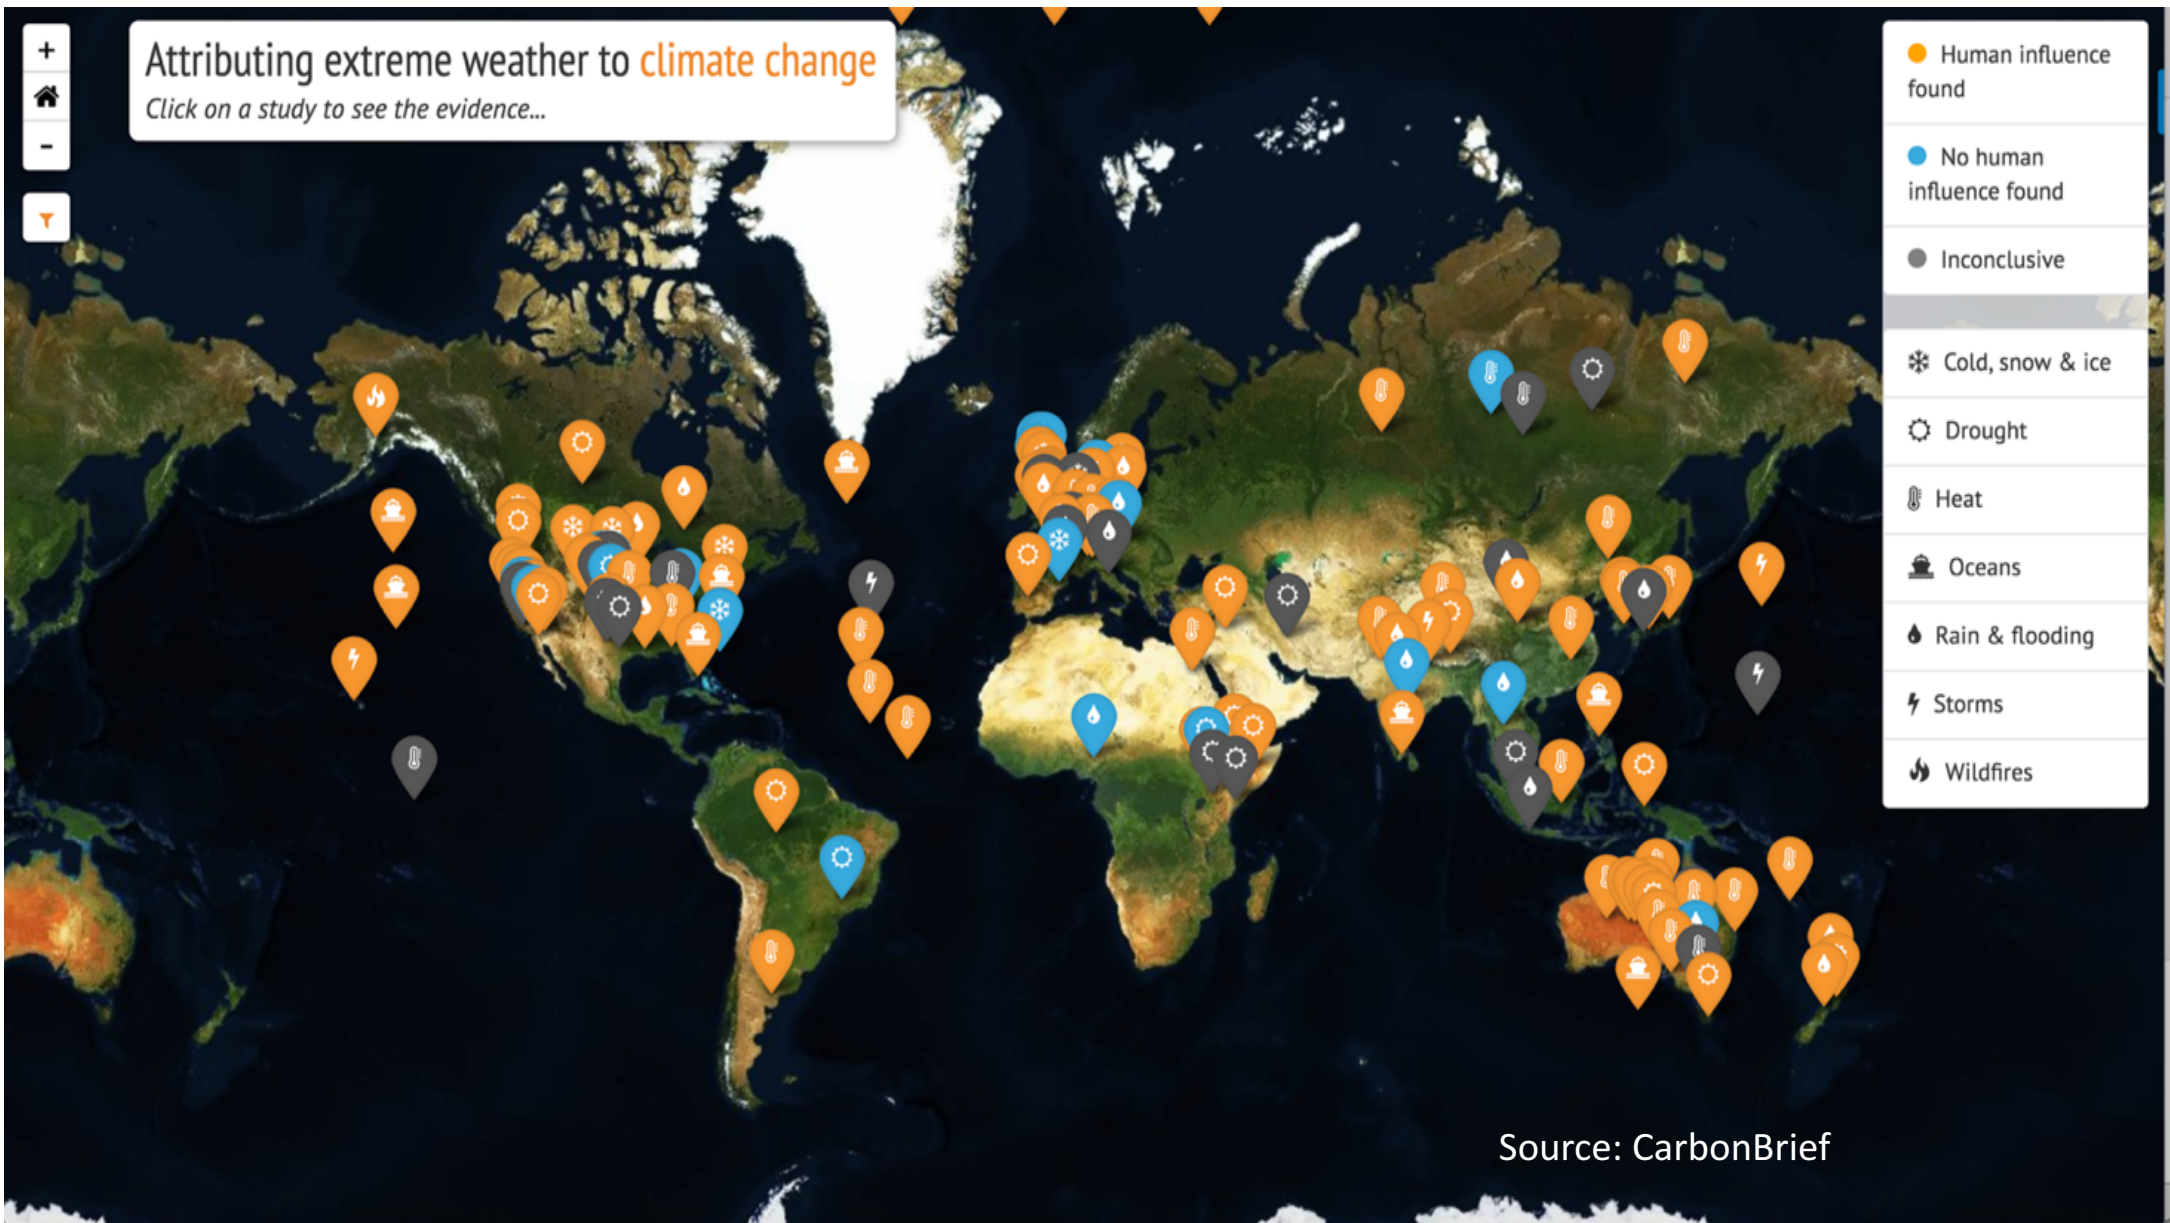 +
Attributing extreme weather to climate change
Click on a study to see the evidence...
-
Human influence
found
No human
influence found
Inconclusive
Cold, snow & ice
Drought
Heat
Oceans
Rain & flooding
Storms
Wildfires
Source: CarbonBrief